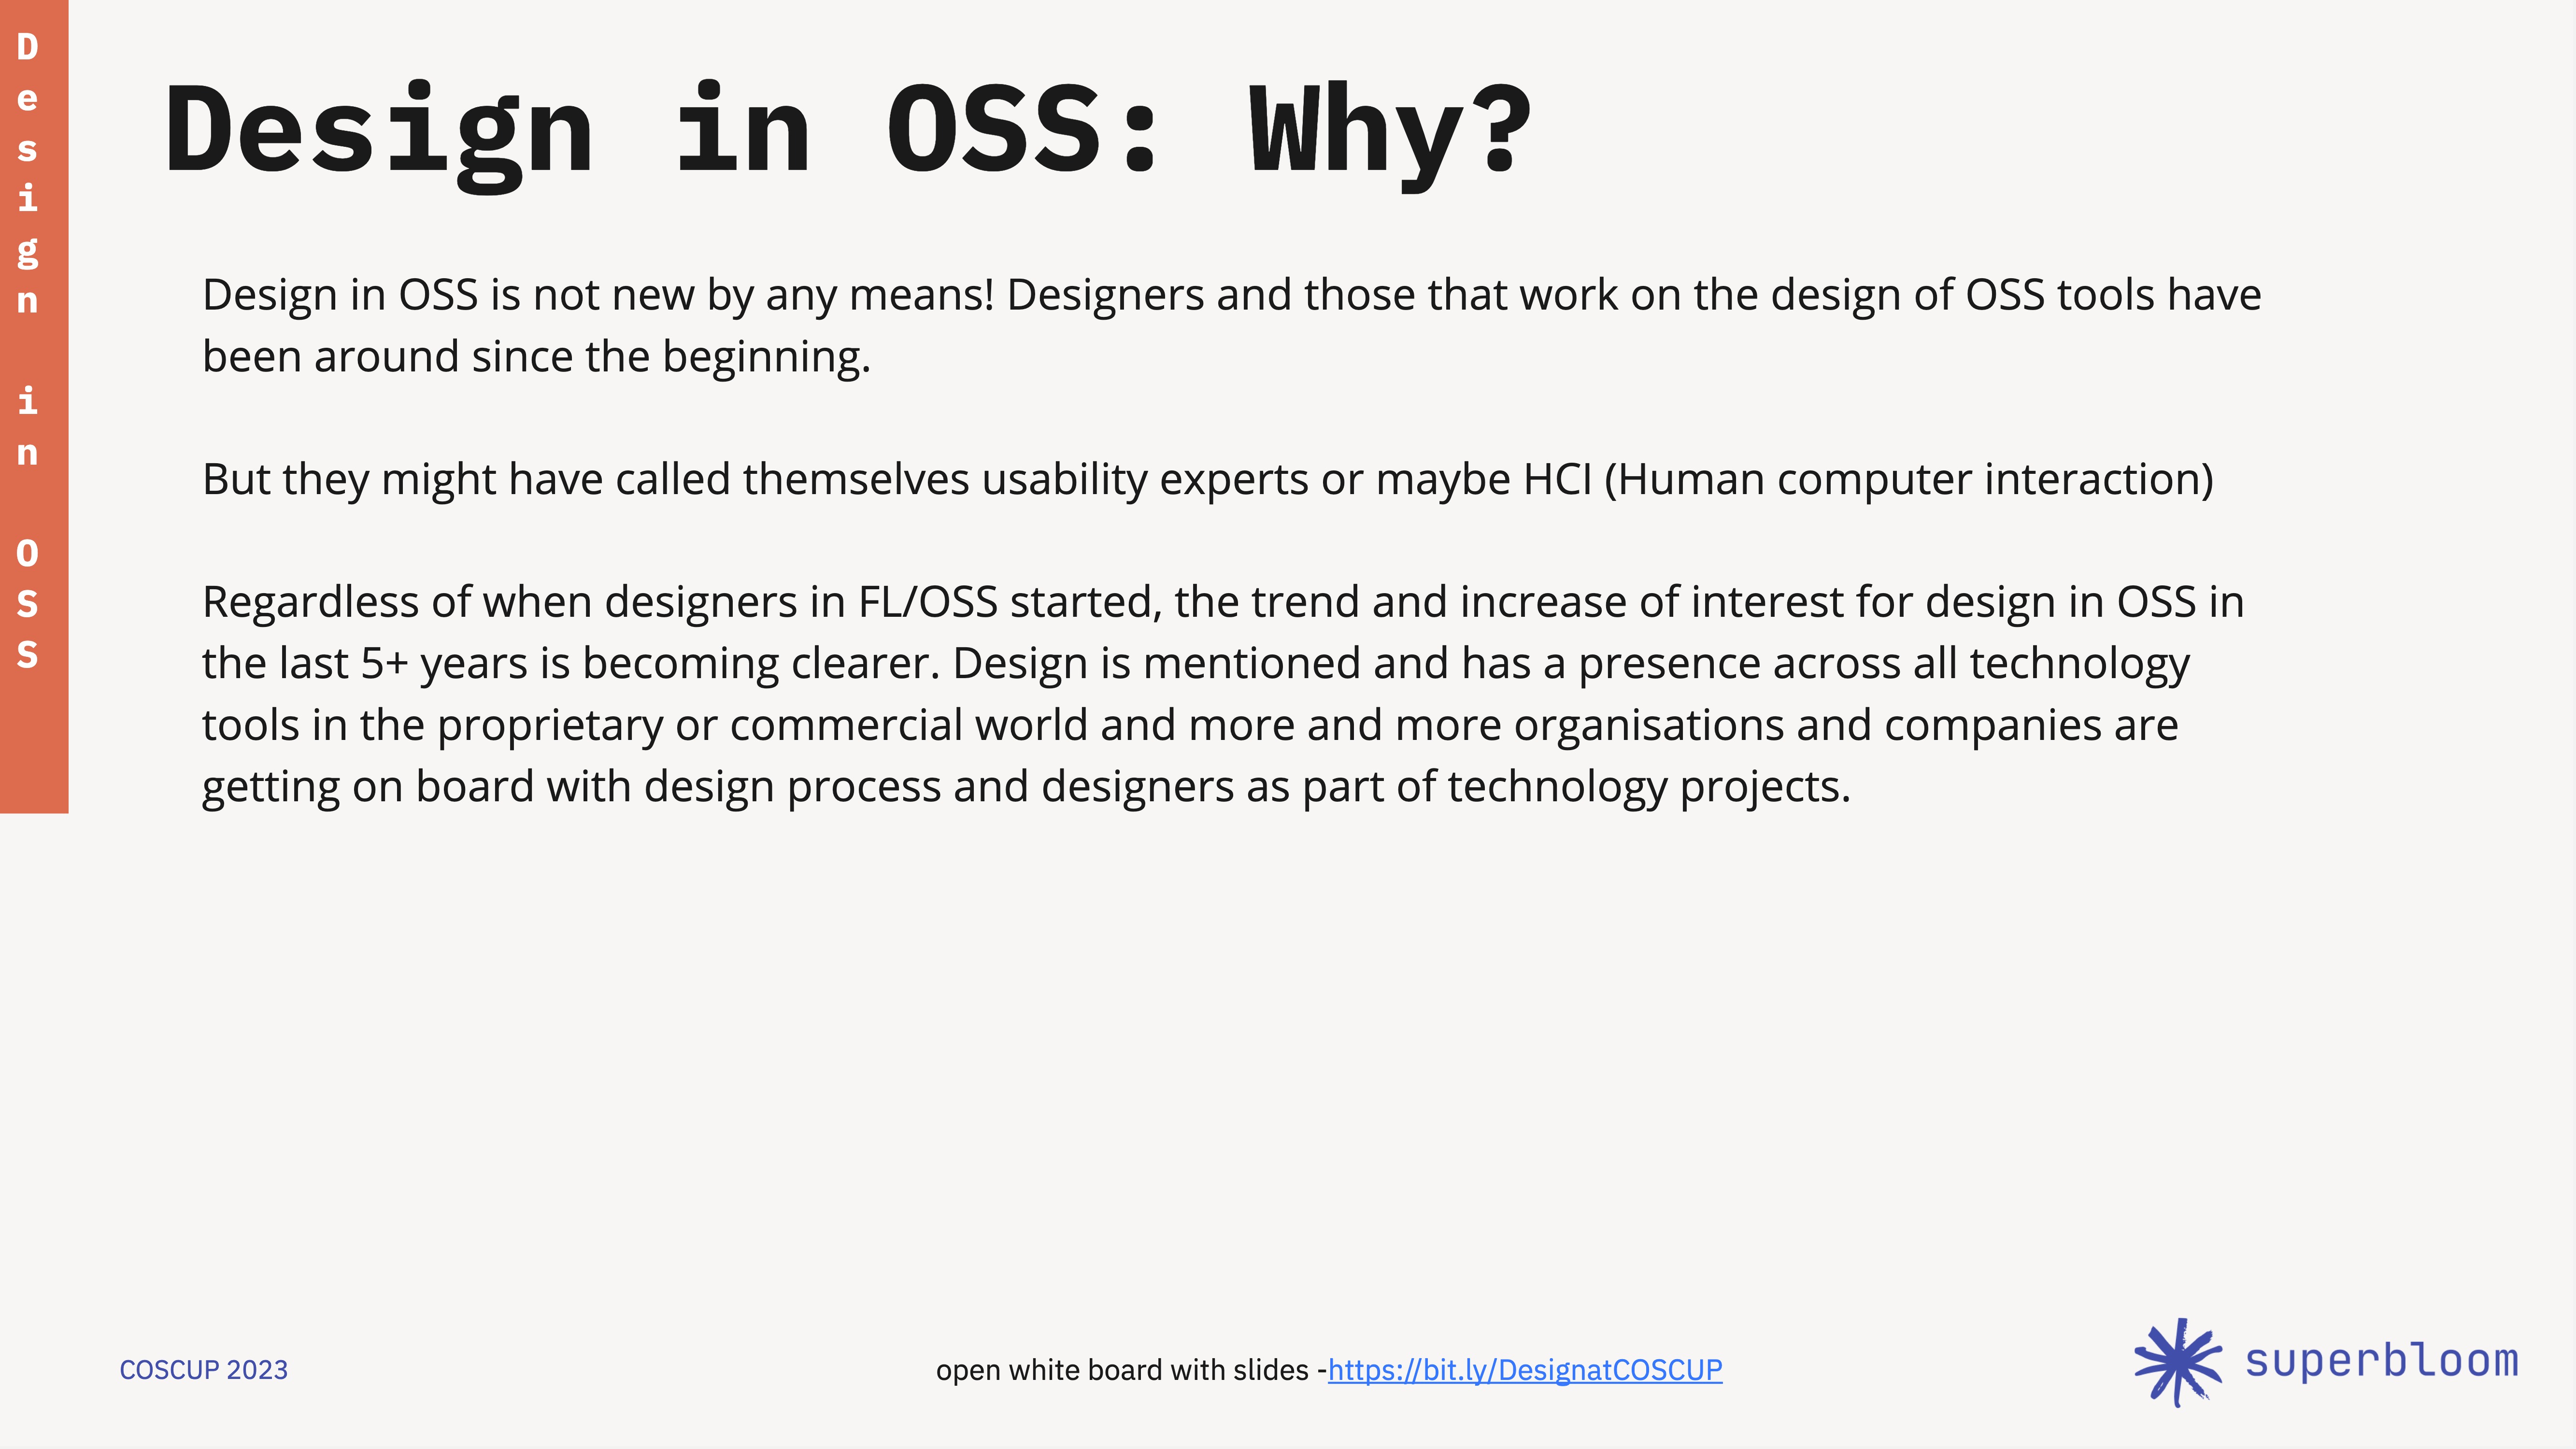 Design in OSS
Design in OSS: Why?
Design in OSS is not new by any means! Designers and those that work on the design of OSS tools have
been around since the beginning.
But they might have called themselves usability experts or maybe HCI (Human computer interaction)
Regardless of when designers in FL/OSS started, the trend and increase of interest for design in OSS in
the last 5+ years is becoming clearer. Design is mentioned and has a presence across all technology
tools in the proprietary or commercial world and more and more organisations and companies are
getting on board with design process and designers as part of technology projects.
COSCUP 2023
open white board with slides -https://bit.ly/DesignatCOSCUP
superbloom